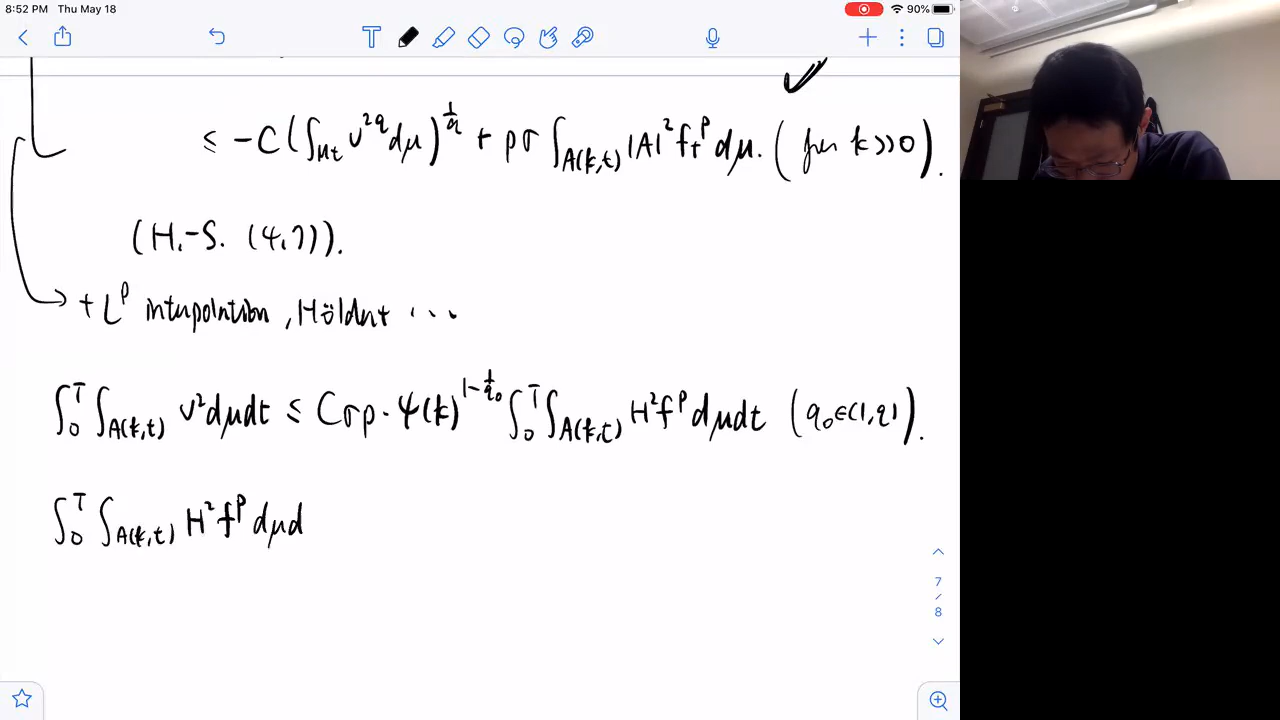 8:52 PM Thu May 18
90%
≤ -C(∫_{M_t} v^{2q} dμ)^{1/q} + pσ ∫_{A(k,t)} |A|² f_+^p dμ. (for k>>0).
(H.-S. (4,7)).
+ L^p interpolation, Hölder + ...
∫_0^T ∫_{A(k,t)} v² dμdt ≤ Cσp · ψ(k)^{1-1/q_0} ∫_0^T ∫_{A(k,t)} H² f^p dμdt (q_0 ∈ (1,q)).
∫_0^T ∫_{A(k,t)} H² f^p dμd
7
/
8